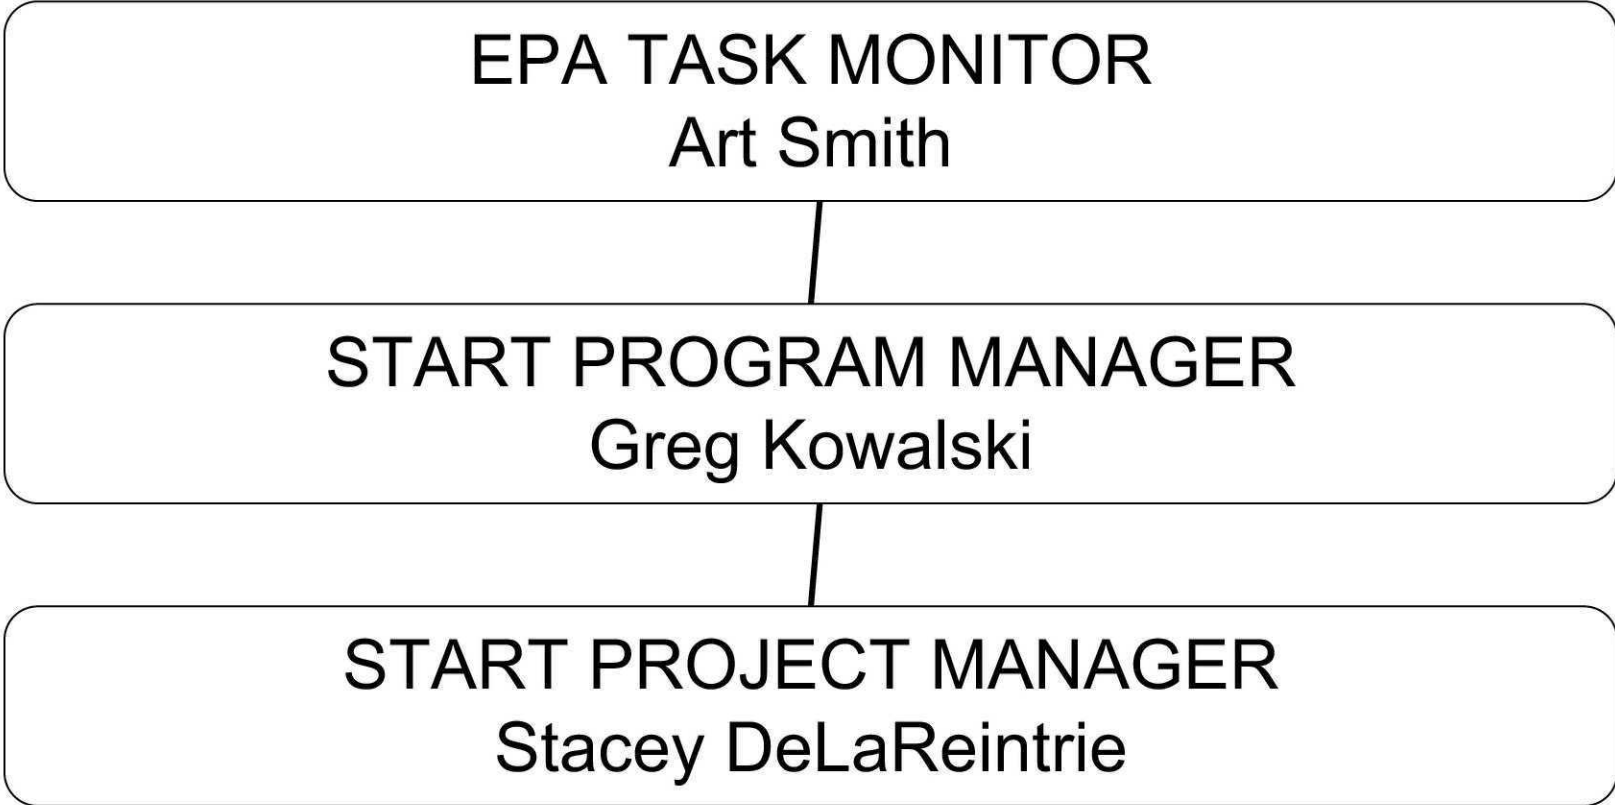 EPA TASK MONITOR
Art Smith
START PROGRAM MANAGER
Greg Kowalski
START PROJECT MANAGER
Stacey DeLaReintrie